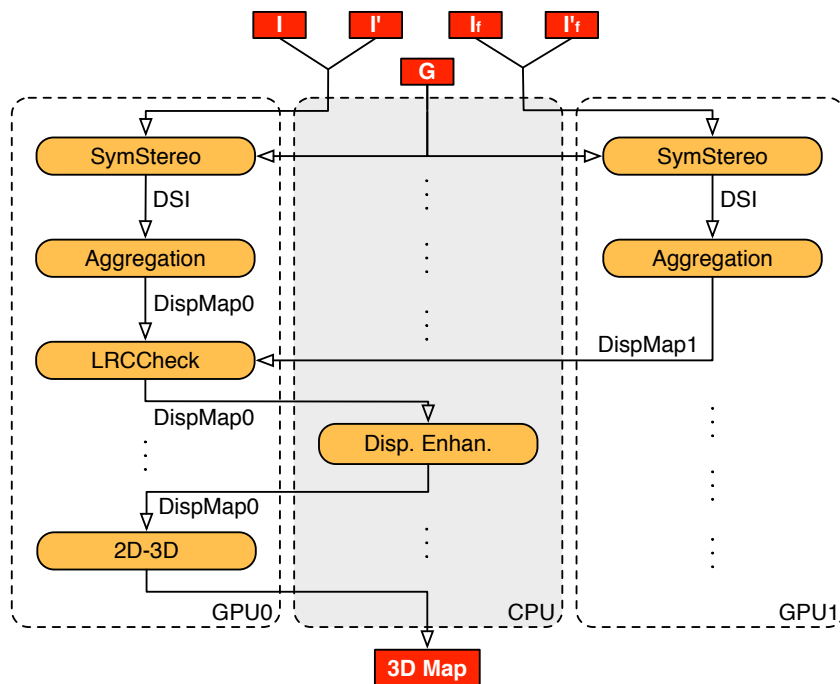 I
I'
If
I'f
G
SymStereo
SymStereo
DSI
DSI
Aggregation
Aggregation
DispMap0
DispMap1
LRCCheck
DispMap0
Disp. Enhan.
DispMap0
2D-3D
GPU0
CPU
GPU1
3D Map